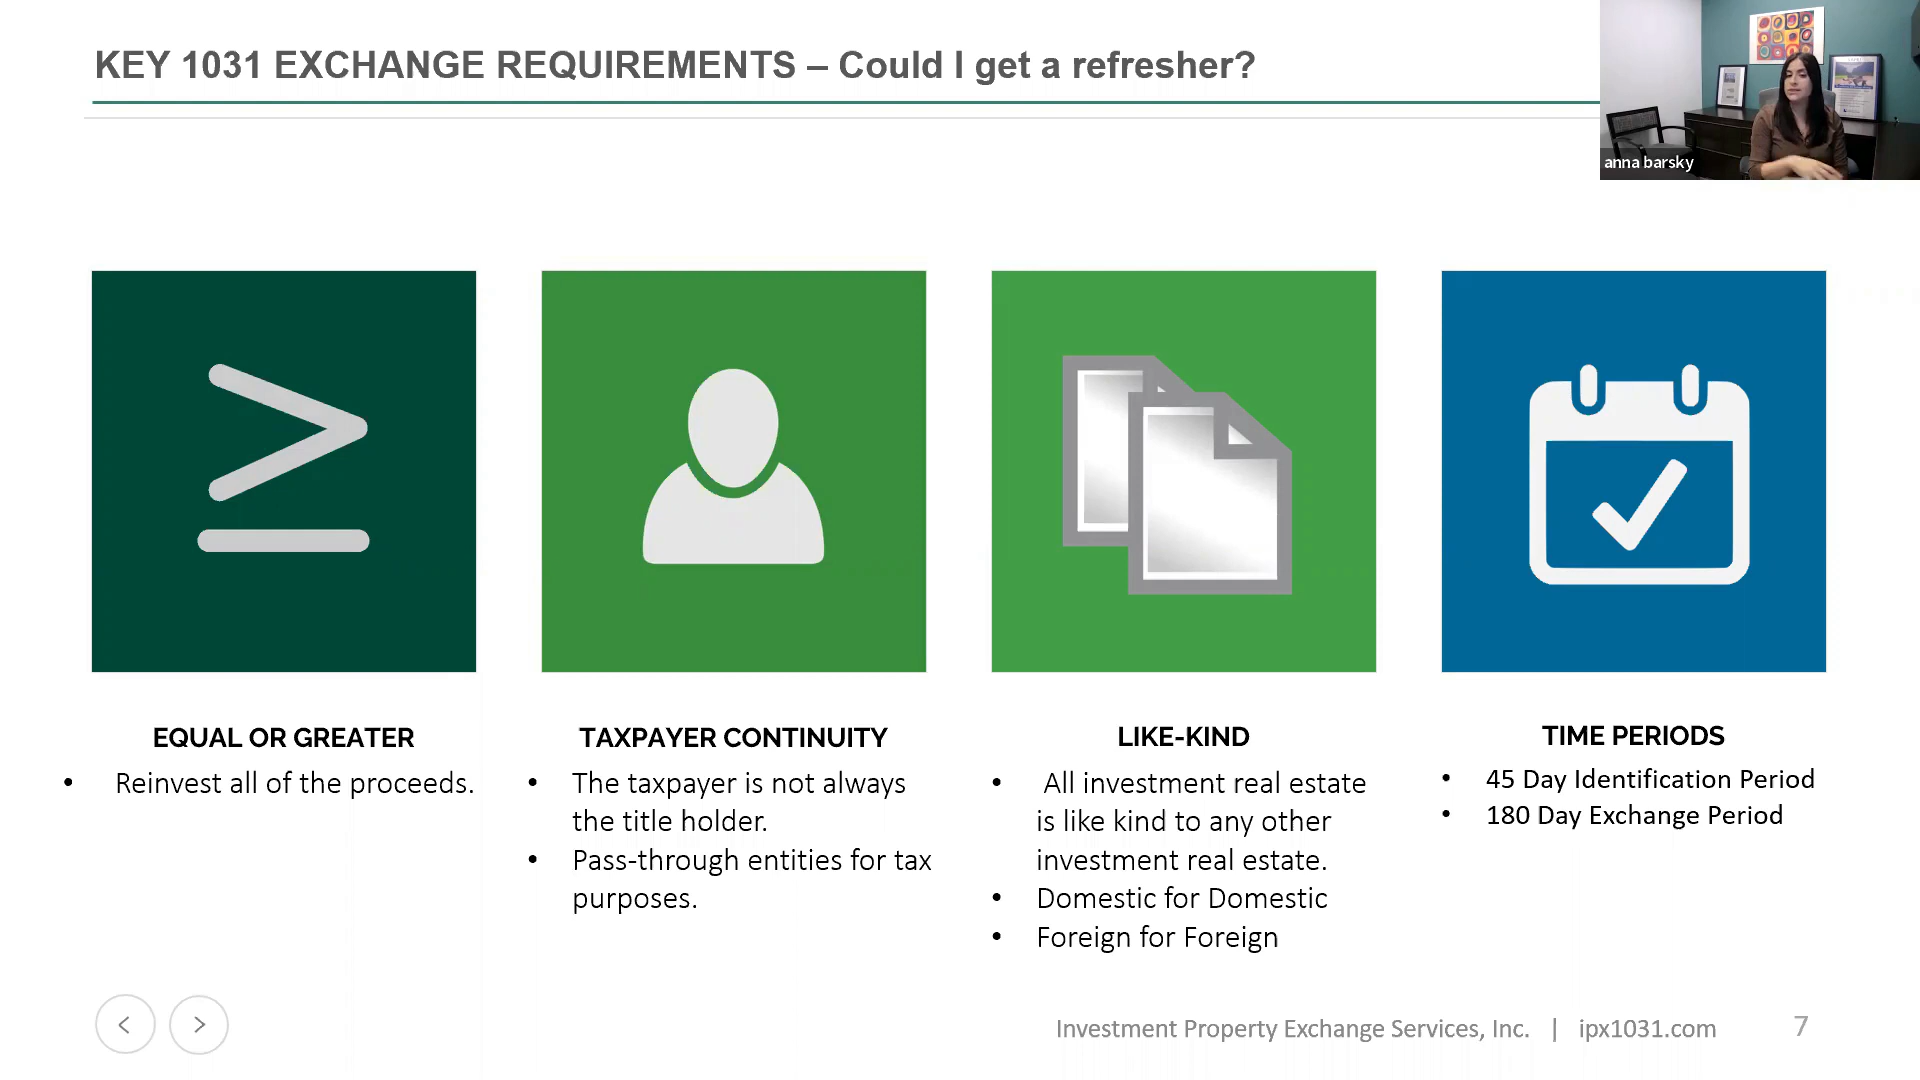 KEY 1031 EXCHANGE REQUIREMENTS – Could I get a refresher?
anna barsky
EQUAL OR GREATER
• Reinvest all of the proceeds.
TAXPAYER CONTINUITY
• The taxpayer is not always
the title holder.
• Pass-through entities for tax
purposes.
LIKE-KIND
• All investment real estate
is like kind to any other
investment real estate.
• Domestic for Domestic
• Foreign for Foreign
TIME PERIODS
• 45 Day Identification Period
• 180 Day Exchange Period
Investment Property Exchange Services, Inc. | ipx1031.com 7